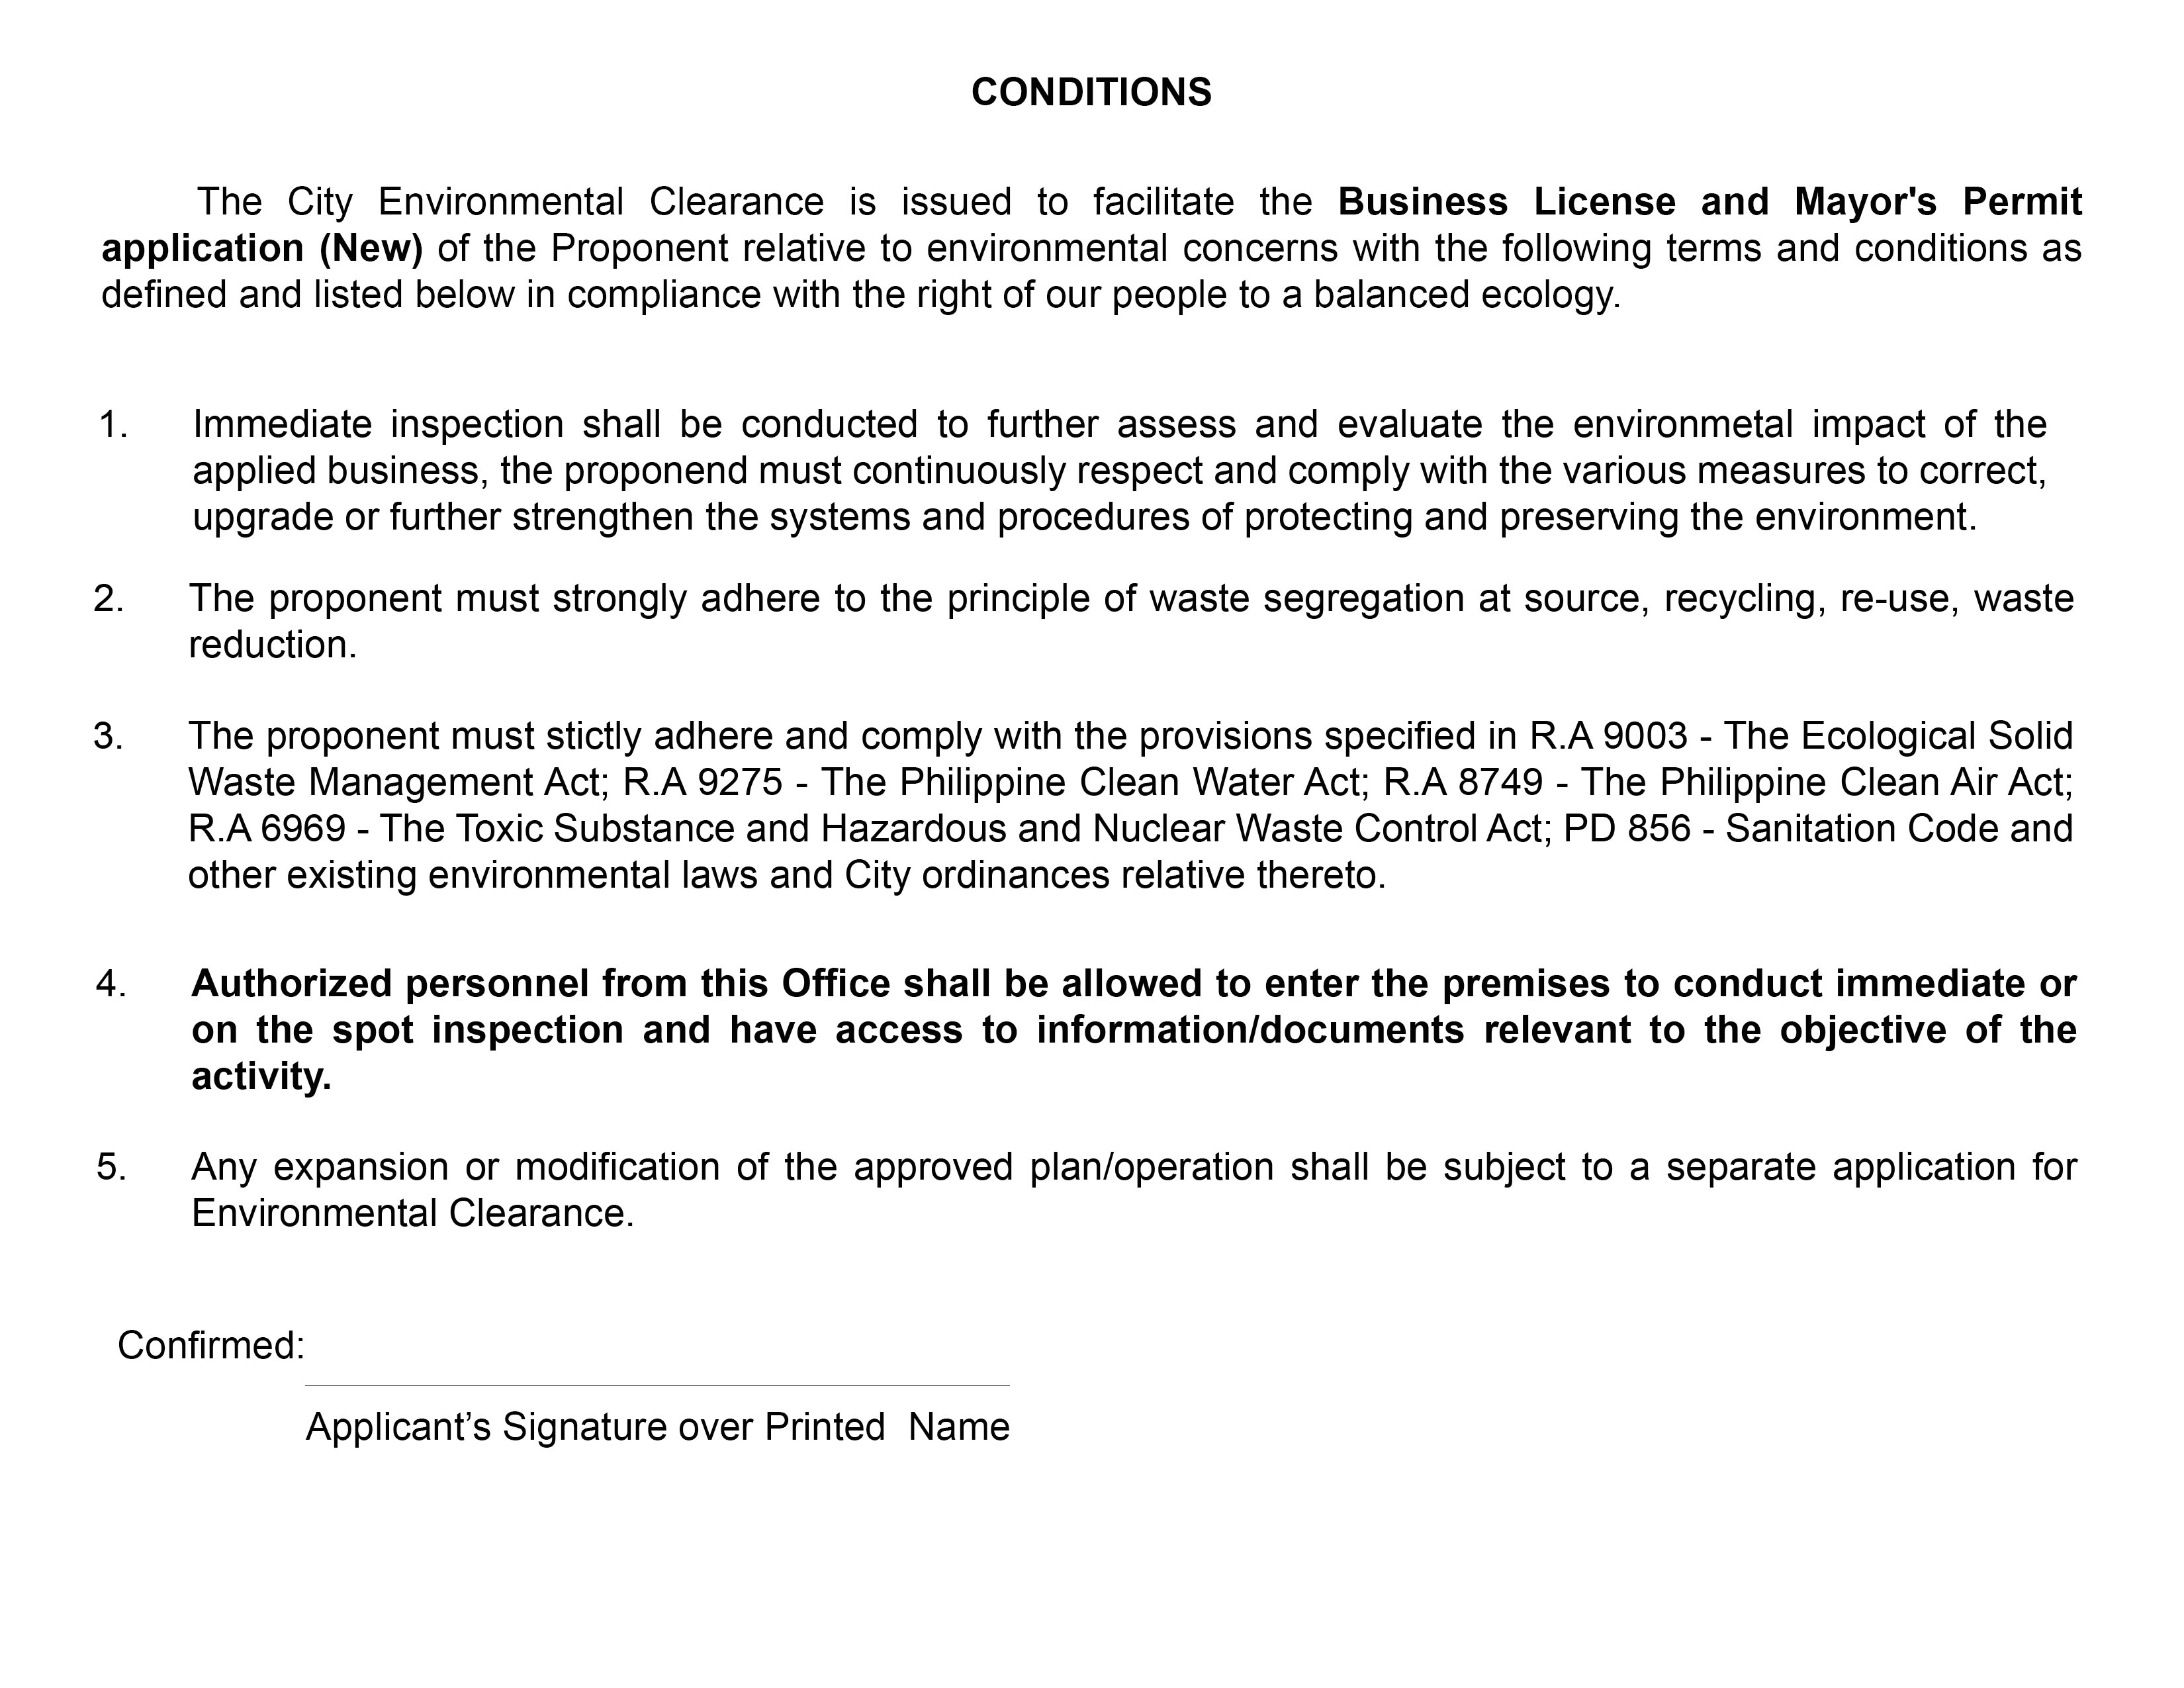 CONDITIONS
The City Environmental Clearance is issued to facilitate the Business License and Mayor's Permit
application (New) of the Proponent relative to environmental concerns with the following terms and conditions as
defined and listed below in compliance with the right of our people to a balanced ecology.
1. Immediate inspection shall be conducted to further assess and evaluate the environmetal impact of the
applied business, the proponend must continuously respect and comply with the various measures to correct,
upgrade or further strengthen the systems and procedures of protecting and preserving the environment.
2. The proponent must strongly adhere to the principle of waste segregation at source, recycling, re-use, waste
reduction.
3. The proponent must stictly adhere and comply with the provisions specified in R.A 9003 - The Ecological Solid
Waste Management Act; R.A 9275 - The Philippine Clean Water Act; R.A 8749 - The Philippine Clean Air Act;
R.A 6969 - The Toxic Substance and Hazardous and Nuclear Waste Control Act; PD 856 - Sanitation Code and
other existing environmental laws and City ordinances relative thereto.
4. Authorized personnel from this Office shall be allowed to enter the premises to conduct immediate or
on the spot inspection and have access to information/documents relevant to the objective of the
activity.
5. Any expansion or modification of the approved plan/operation shall be subject to a separate application for
Environmental Clearance.
Confirmed:
Applicant’s Signature over Printed Name